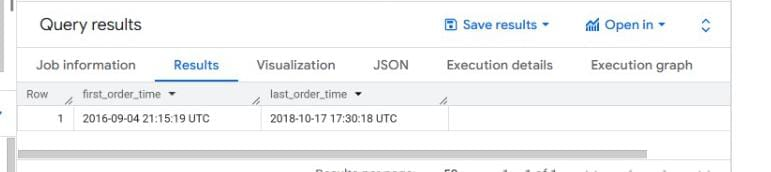 Query results Save results Open in
Job information Results Visualization JSON Execution details Execution graph
Row first_order_time last_order_time
1 2016-09-04 21:15:19 UTC 2018-10-17 17:30:18 UTC